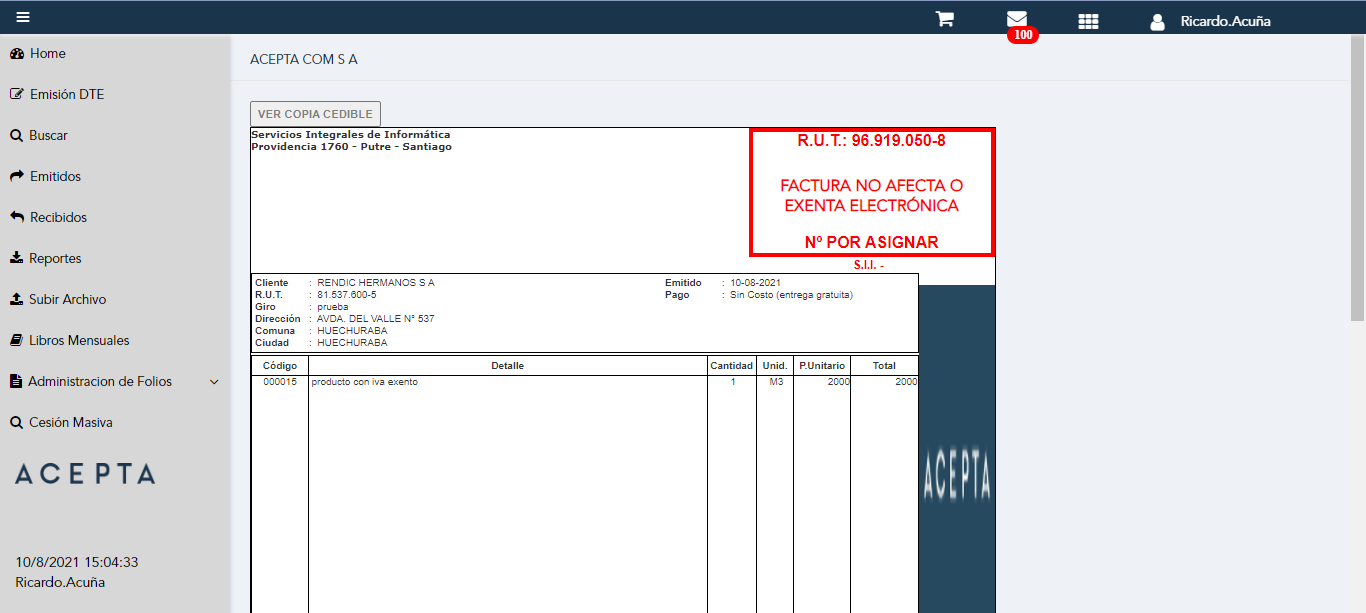 Ricardo.Acuña
100
Home
Emisión DTE
Buscar
Emitidos
Recibidos
Reportes
Subir Archivo
Libros Mensuales
Administracion de Folios
Cesión Masiva
ACEPTA
10/8/2021 15:04:33
Ricardo.Acuña
ACEPTA COM S A
VER COPIA CEDIBLE
Servicios Integrales de Informática
Providencia 1760 - Putre - Santiago
R.U.T.: 96.919.050-8
FACTURA NO AFECTA O
EXENTA ELECTRÓNICA
Nº POR ASIGNAR
S.I.I. -
Cliente : RENDIC HERMANOS S A Emitido : 10-08-2021
R.U.T. : 81.537.600-5 Pago : Sin Costo (entrega gratuita)
Giro : prueba
Dirección : AVDA. DEL VALLE N° 537
Comuna : HUECHURABA
Ciudad : HUECHURABA
Código Detalle Cantidad Unid. P.Unitario Total
000015 producto con iva exento 1 M3 2000 2000
ACEPTA